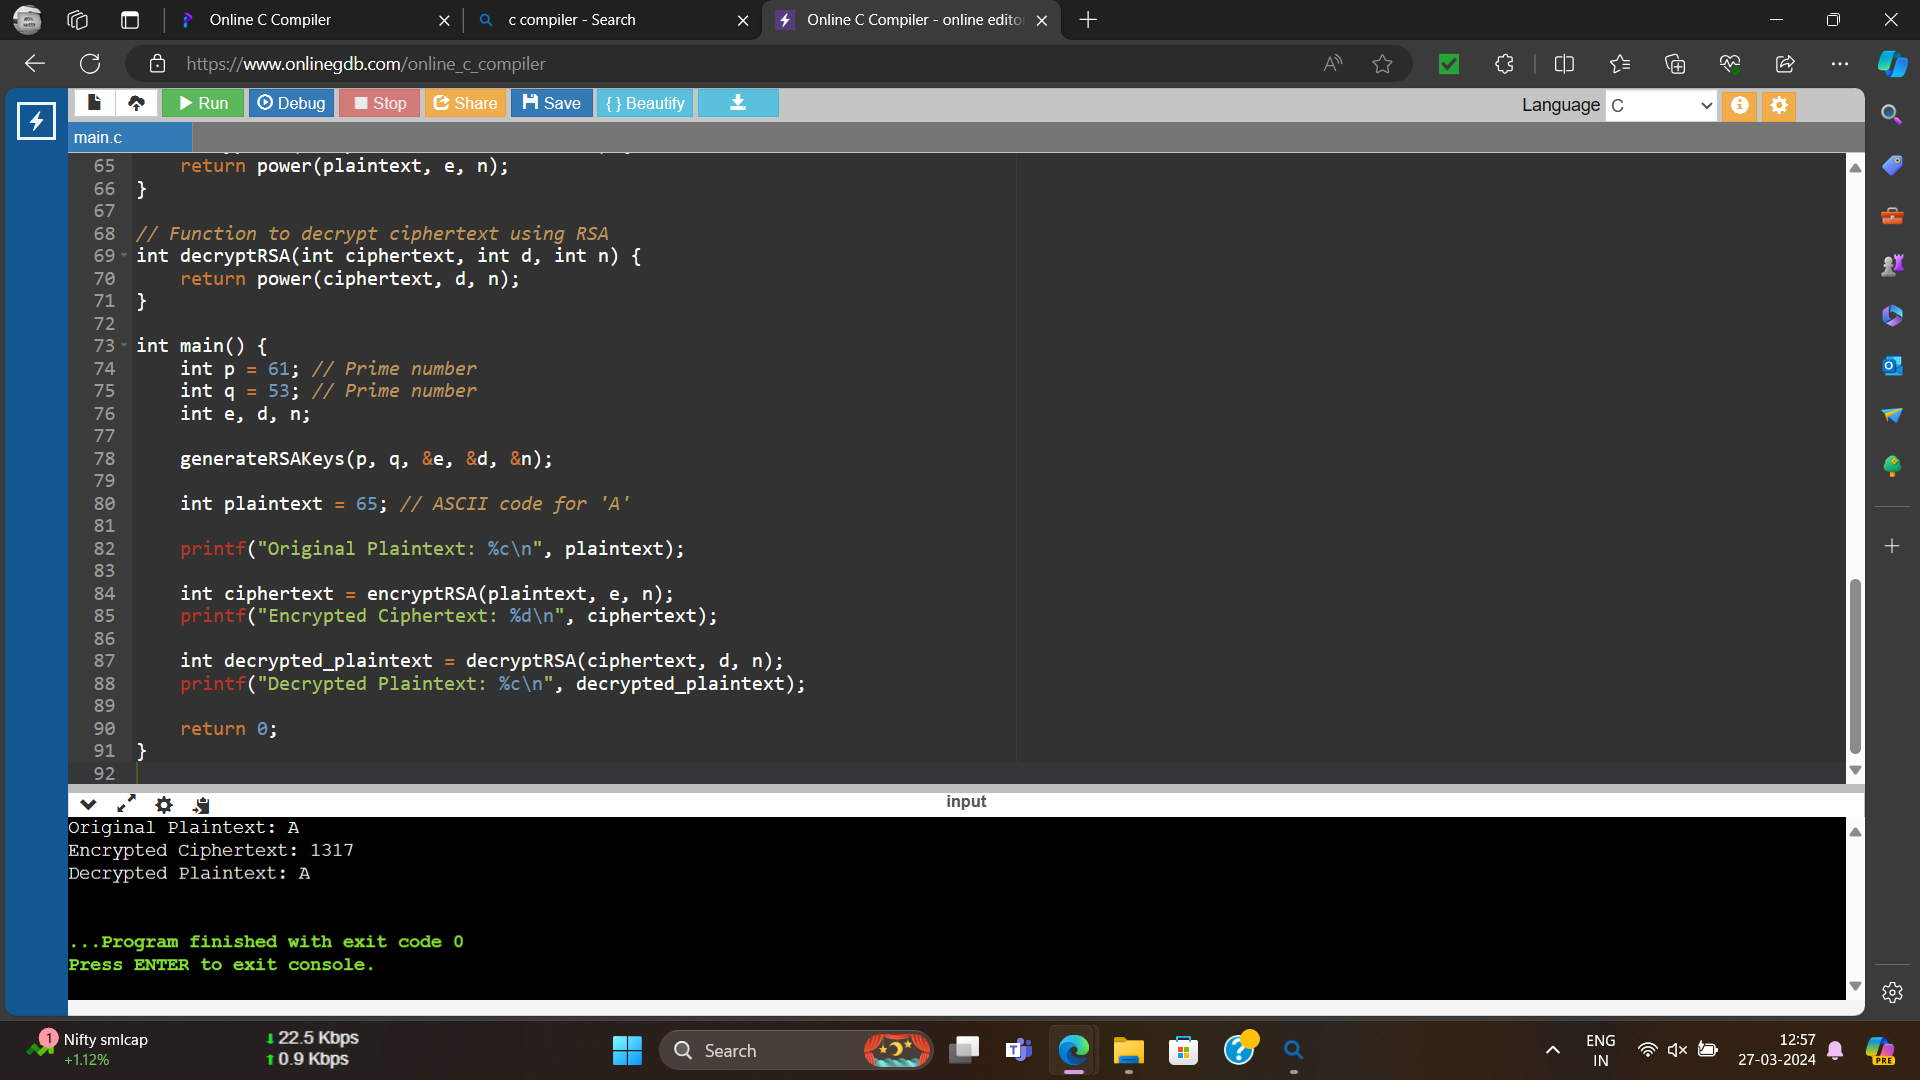 Online C Compiler
c compiler - Search
Online C Compiler - online edito
https://www.onlinegdb.com/online_c_compiler
Run Debug Stop Share Save { } Beautify
Language C
main.c
65 return power(plaintext, e, n);
66 }
67
68 // Function to decrypt ciphertext using RSA
69 int decryptRSA(int ciphertext, int d, int n) {
70 return power(ciphertext, d, n);
71 }
72
73 int main() {
74 int p = 61; // Prime number
75 int q = 53; // Prime number
76 int e, d, n;
77
78 generateRSAKeys(p, q, &e, &d, &n);
79
80 int plaintext = 65; // ASCII code for 'A'
81
82 printf("Original Plaintext: %c\n", plaintext);
83
84 int ciphertext = encryptRSA(plaintext, e, n);
85 printf("Encrypted Ciphertext: %d\n", ciphertext);
86
87 int decrypted_plaintext = decryptRSA(ciphertext, d, n);
88 printf("Decrypted Plaintext: %c\n", decrypted_plaintext);
89
90 return 0;
91 }
92
input
Original Plaintext: A
Encrypted Ciphertext: 1317
Decrypted Plaintext: A
...Program finished with exit code 0
Press ENTER to exit console.
1
Nifty smlcap
+1.12%
22.5 Kbps
0.9 Kbps
Search
ENG
IN
12:57
27-03-2024
PRE